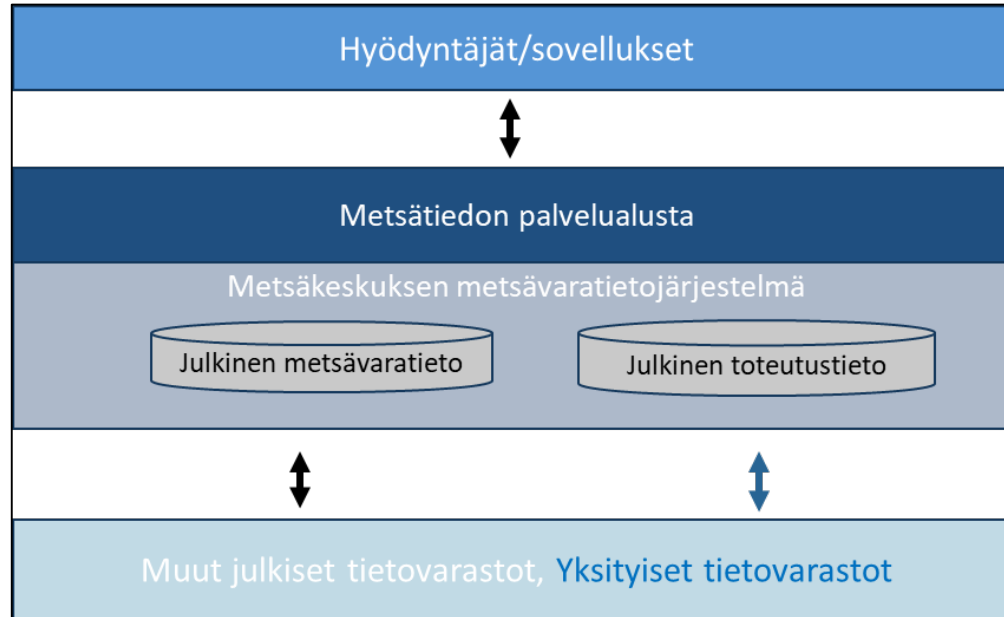 Hyödyntäjät/sovellukset
Metsätiedon palvelualusta
Metsäkeskuksen metsävaratietojärjestelmä
Julkinen metsävaratieto
Julkinen toteutustieto
Muut julkiset tietovarastot, Yksityiset tietovarastot